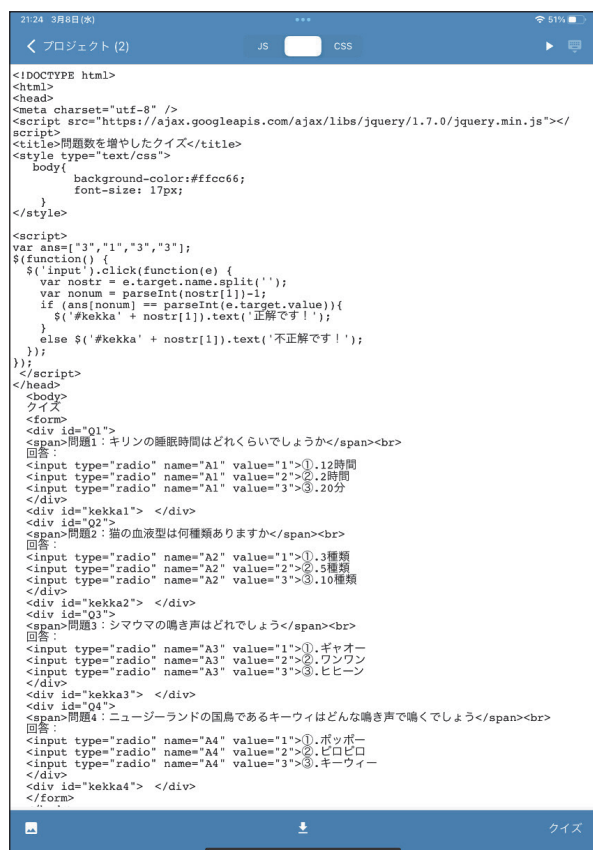 21:24 3月8日(水)
51%
プロジェクト (2)
JS
CSS
<!DOCTYPE html>
<html>
<head>
<meta charset="utf-8" />
<script src="https://ajax.googleapis.com/ajax/libs/jquery/1.7.0/jquery.min.js"></
script>
<title>問題数を増やしたクイズ</title>
<style type="text/css">
body{
background-color:#ffcc66;
font-size: 17px;
}
</style>
<script>
var ans=["3","1","3","3"];
$(function() {
$('input').click(function(e) {
var nostr = e.target.name.split('');
var nonum = parseInt(nostr[1])-1;
if (ans[nonum] == parseInt(e.target.value)){
$('#kekka' + nostr[1]).text('正解です！');
}
else $('#kekka' + nostr[1]).text('不正解です！');
});
});
</script>
</head>
<body>
クイズ
<form>
<div id="Q1">
<span>問題1：キリンの睡眠時間はどれくらいでしょうか</span><br>
回答：
<input type="radio" name="A1" value="1">①.12時間
<input type="radio" name="A1" value="2">②.2時間
<input type="radio" name="A1" value="3">③.20分
</div>
<div id="kekka1"> </div>
<div id="Q2">
<span>問題2：猫の血液型は何種類ありますか</span><br>
回答：
<input type="radio" name="A2" value="1">①.3種類
<input type="radio" name="A2" value="2">②.5種類
<input type="radio" name="A2" value="3">③.10種類
</div>
<div id="kekka2"> </div>
<div id="Q3">
<span>問題3：シマウマの鳴き声はどれでしょう</span><br>
回答：
<input type="radio" name="A3" value="1">①.ギャオー
<input type="radio" name="A3" value="2">②.ワンワン
<input type="radio" name="A3" value="3">③.ヒヒーン
</div>
<div id="kekka3"> </div>
<div id="Q4">
<span>問題4：ニュージーランドの国鳥であるキーウィはどんな鳴き声で鳴くでしょう</span><br>
回答：
<input type="radio" name="A4" value="1">①.ポッポー
<input type="radio" name="A4" value="2">②.ピロピロ
<input type="radio" name="A4" value="3">③.キーウィー
</div>
<div id="kekka4"> </div>
</form>
クイズ